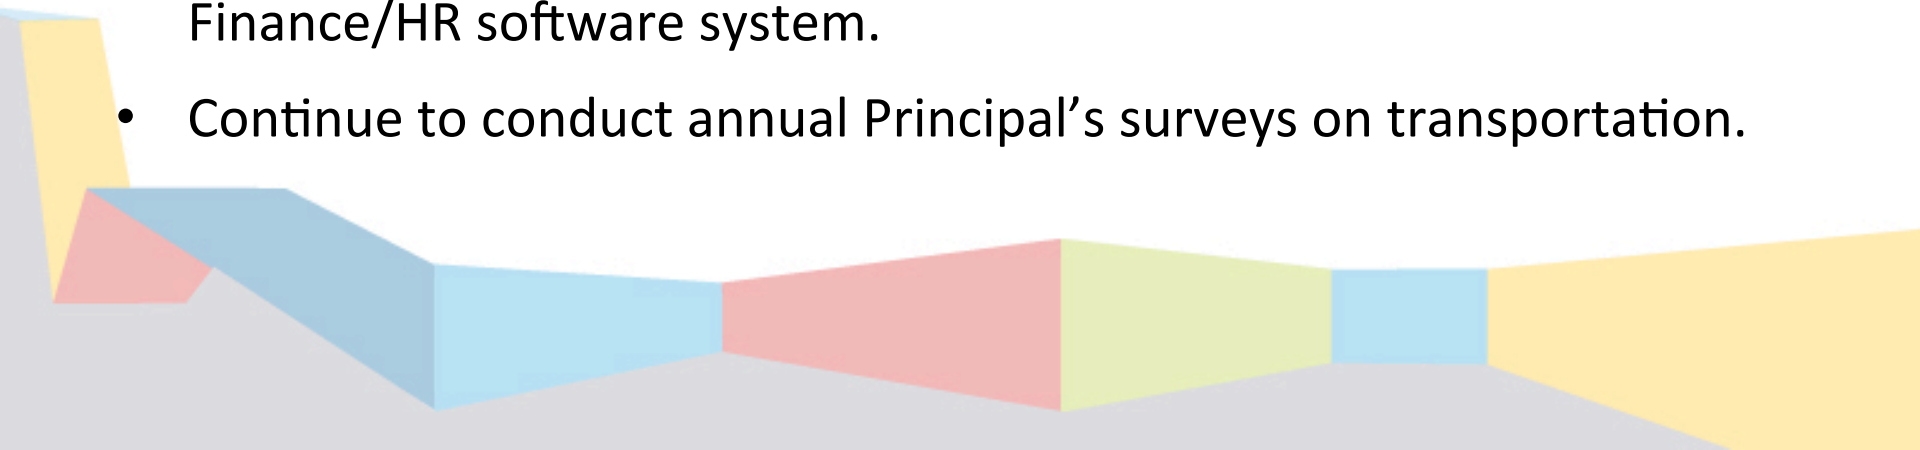 Finance/HR software system.
• Continue to conduct annual Principal’s surveys on transportation.